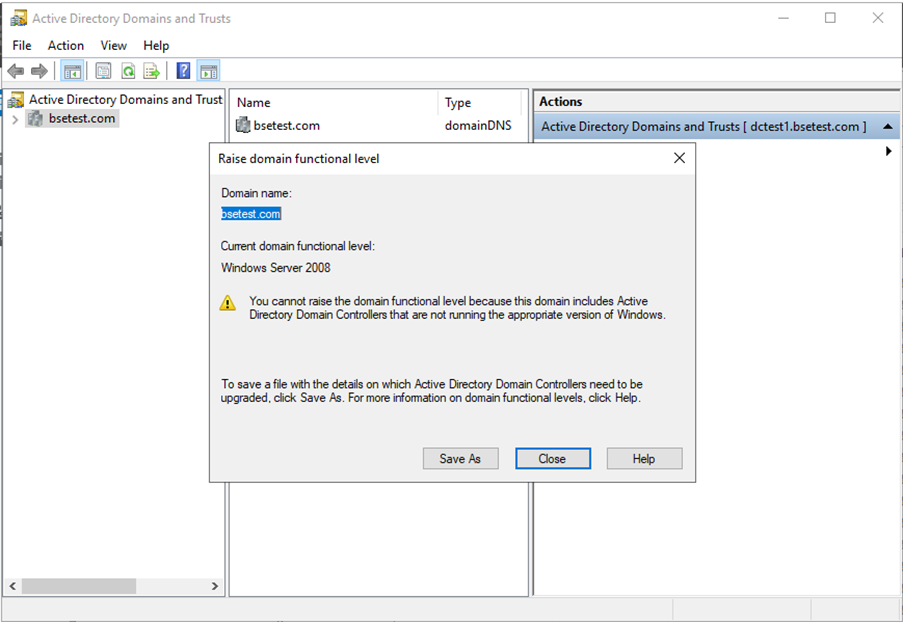 Active Directory Domains and Trusts
File Action View Help
Active Directory Domains and Trust
bsetest.com
Name Type
bsetest.com domainDNS
Actions
Active Directory Domains and Trusts [ dctest1.bsetest.com ]
Raise domain functional level
Domain name:
bsetest.com
Current domain functional level:
Windows Server 2008
You cannot raise the domain functional level because this domain includes Active
Directory Domain Controllers that are not running the appropriate version of Windows.
To save a file with the details on which Active Directory Domain Controllers need to be
upgraded, click Save As. For more information on domain functional levels, click Help.
Save As Close Help